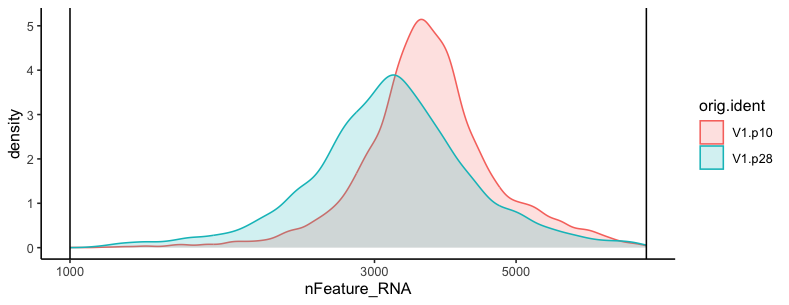 5
4
3
2
1
0
density
1000
3000
5000
nFeature_RNA
orig.ident
V1.p10
V1.p28